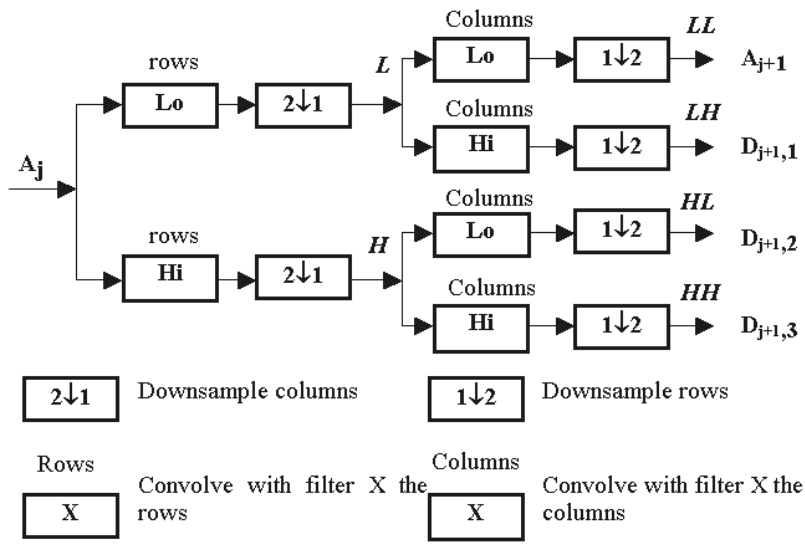 Columns
LL
rows
L
Lo
1↓2
A_{j+1}
Lo
2↓1
Columns
LH
Hi
1↓2
D_{j+1,1}
A_j
Columns
HL
rows
H
Lo
1↓2
D_{j+1,2}
Hi
2↓1
Columns
HH
Hi
1↓2
D_{j+1,3}
2↓1
Downsample columns
1↓2
Downsample rows
Rows
X
Convolve with filter X the
rows
Columns
X
Convolve with filter X the
columns